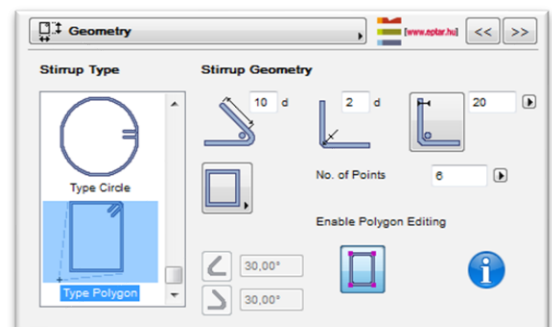 Geometry
[www.eptar.hu]
<< >>
Stirrup Type
Stirrup Geometry
10 d
2 d
20
Type Circle
No. of Points 6
Enable Polygon Editing
Type Polygon
30,00°
30,00°